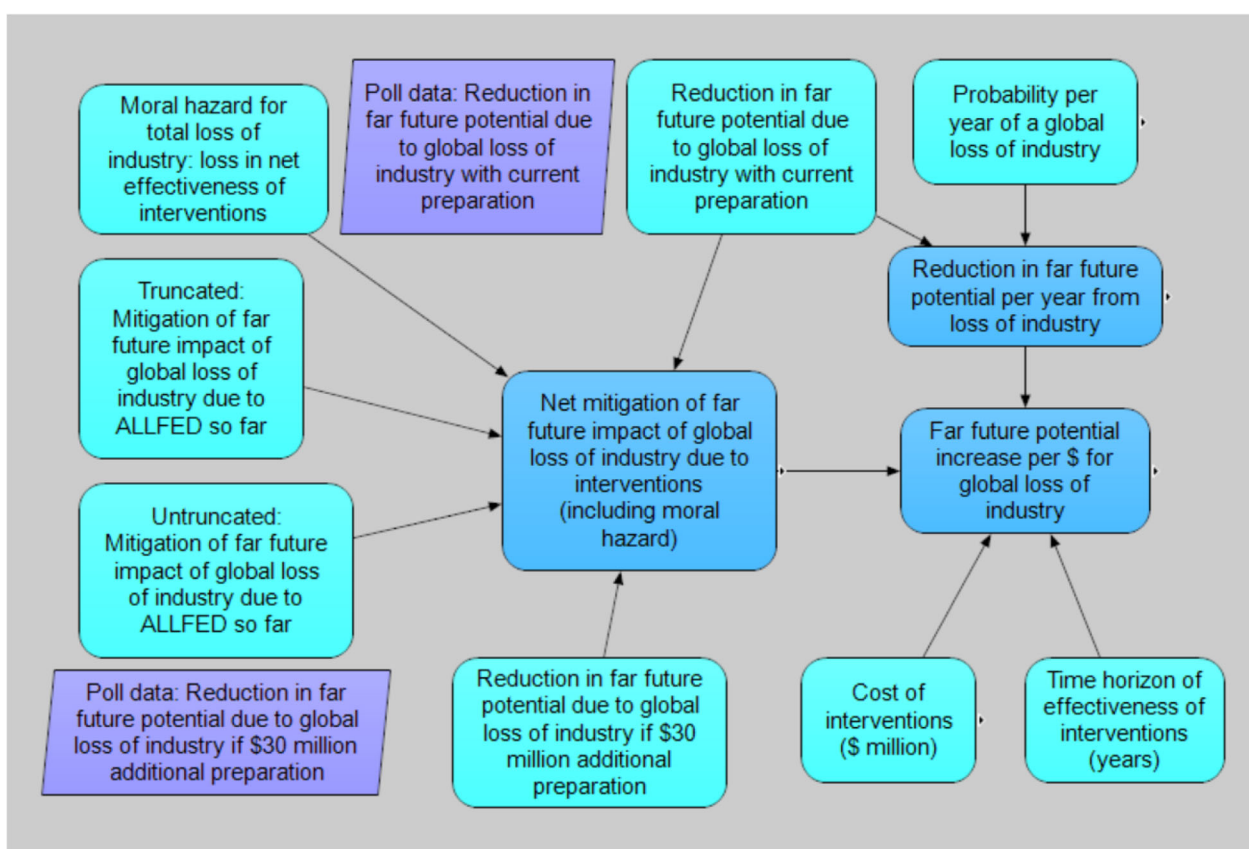 Moral hazard for
total loss of
industry: loss in net
effectiveness of
interventions
Poll data: Reduction in
far future potential due
to global loss of
industry with current
preparation
Reduction in far
future potential due
to global loss of
industry with current
preparation
Probability per
year of a global
loss of industry
Truncated:
Mitigation of far
future impact of
global loss of
industry due to
ALLFED so far
Reduction in far future
potential per year from
loss of industry
Net mitigation of far
future impact of global
loss of industry due to
interventions
(including moral
hazard)
Far future potential
increase per $ for
global loss of
industry
Untruncated:
Mitigation of far future
impact of global loss
of industry due to
ALLFED so far
Poll data: Reduction in far
future potential due to global
loss of industry if $30 million
additional preparation
Reduction in far future
potential due to global
loss of industry if $30
million additional
preparation
Cost of
interventions
($ million)
Time horizon of
effectiveness of
interventions
(years)